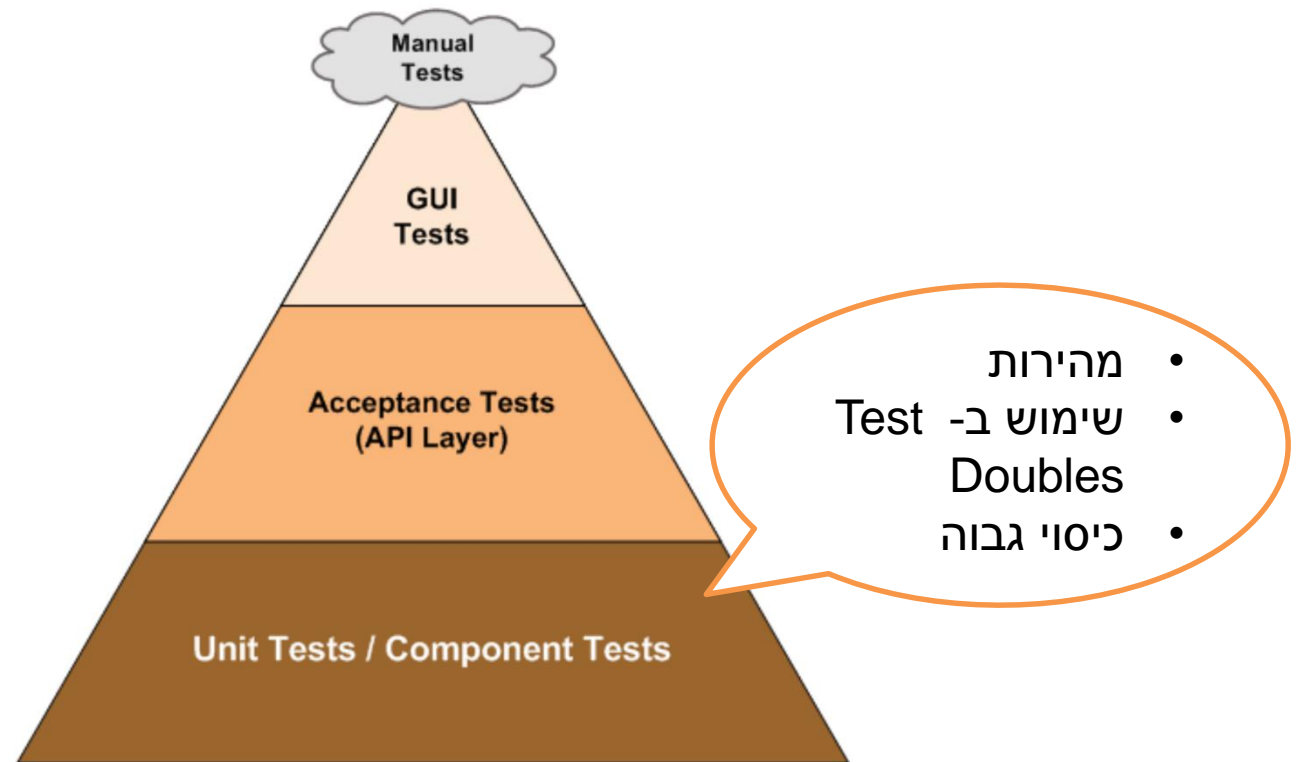 Manual
Tests
GUI
Tests
Acceptance Tests
(API Layer)
Unit Tests / Component Tests
• מהירות
• שימוש ב- Test
Doubles
• כיסוי גבוה